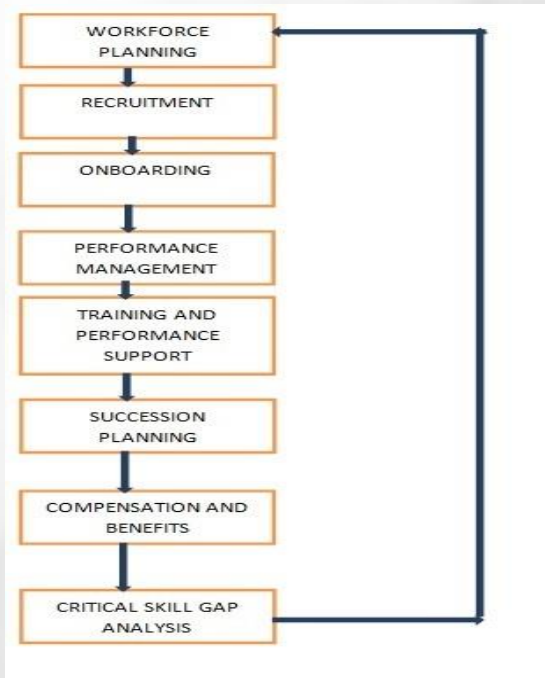 WORKFORCE
PLANNING
RECRUITMENT
ONBOARDING
PERFORMANCE
MANAGEMENT
TRAINING AND
PERFORMANCE
SUPPORT
SUCCESSION
PLANNING
COMPENSATION AND
BENEFITS
CRITICAL SKILL GAP
ANALYSIS